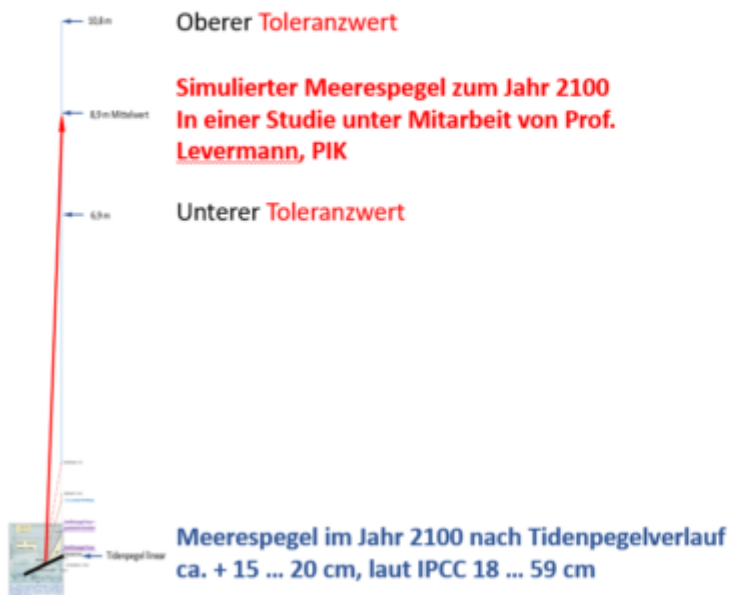 10,8 m
Oberer Toleranzwert
Simulierter Meerespegel zum Jahr 2100
In einer Studie unter Mitarbeit von Prof.
Levermann, PIK
8,9 m Mittelwert
6,9 m
Unterer Toleranzwert
Meerespegel im Jahr 2100 nach Tidenpegelverlauf
ca. + 15 ... 20 cm, laut IPCC 18 ... 59 cm
Tidenpegel linear